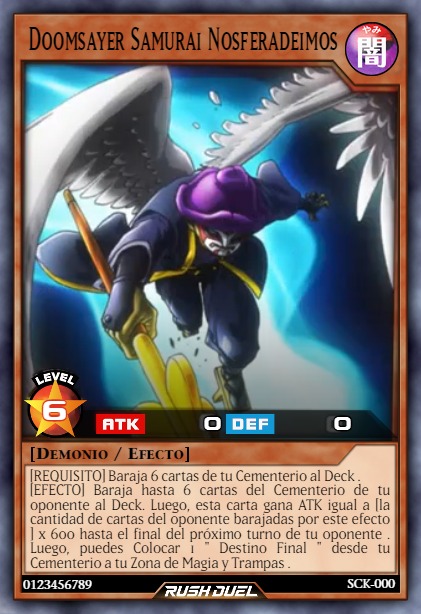 DOOMSAYER SAMURAI NOSFERADEIMOS
やみ
闇
LEVEL
6
ATK 0 DEF 0
[DEMONIO / EFECTO]
[REQUISITO] Baraja 6 cartas de tu Cementerio al Deck .
[EFECTO] Baraja hasta 6 cartas del Cementerio de tu
oponente al Deck. Luego, esta carta gana ATK igual a [la
cantidad de cartas del oponente barajadas por este efecto
] x 600 hasta el final del próximo turno de tu oponente .
Luego, puedes Colocar 1 " Destino Final " desde tu
Cementerio a tu Zona de Magia y Trampas .
0123456789
RUSH DUEL
SCK-000